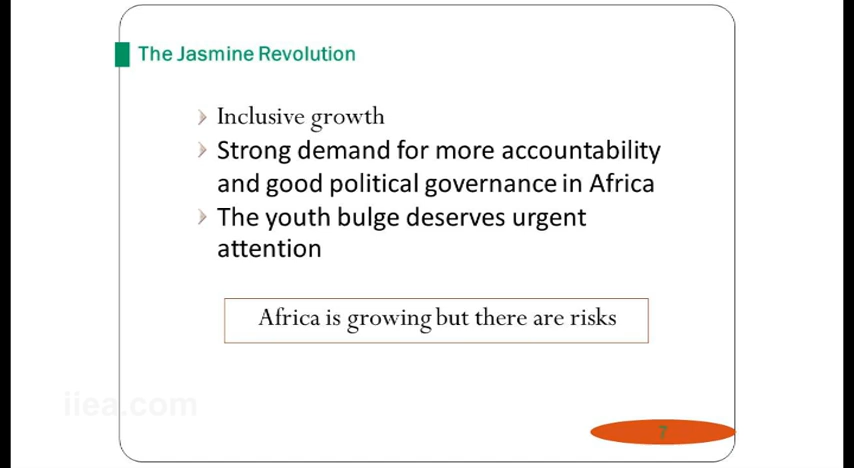 The Jasmine Revolution
Inclusive growth
Strong demand for more accountability
and good political governance in Africa
The youth bulge deserves urgent
attention
Africa is growing but there are risks
iiea.com
7